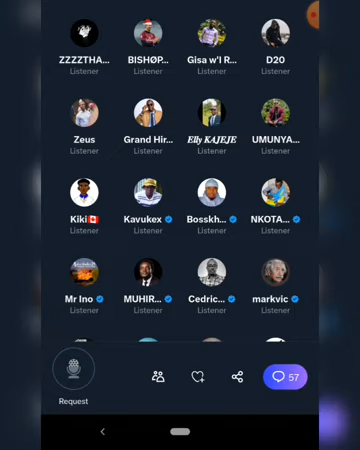 ZZZZTHA... BISHØP... Gisa w'I R... D20
Listener Listener Listener Listener
Zeus Grand Hir... Elly KAJEJE UMUNYA...
Listener Listener Listener Listener
Kiki🇨🇦 Kavukex Bosskh... NKOTA...
Listener Listener Listener Listener
Mr Ino MUHIR... Cedric... markvic
Listener Listener Listener Listener
57
Request